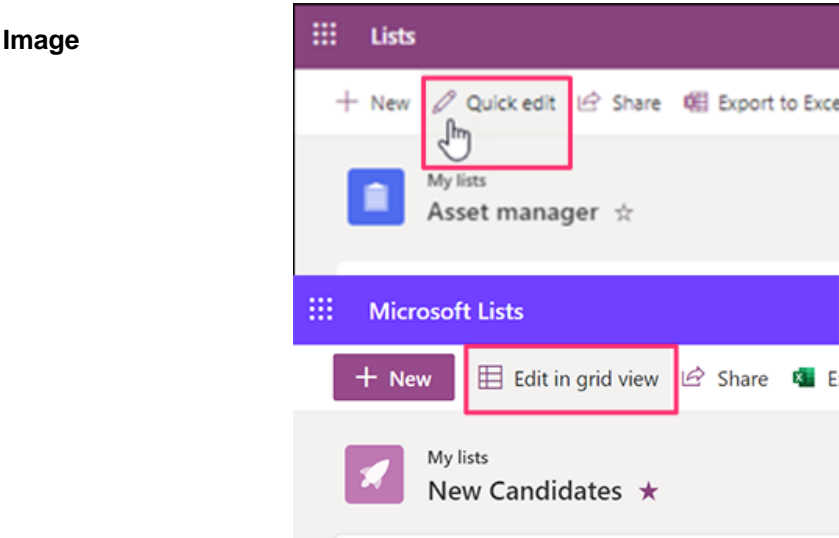 Image
Lists
New Quick edit Share Export to Exce
My lists
Asset manager
Microsoft Lists
New Edit in grid view Share E
My lists
New Candidates